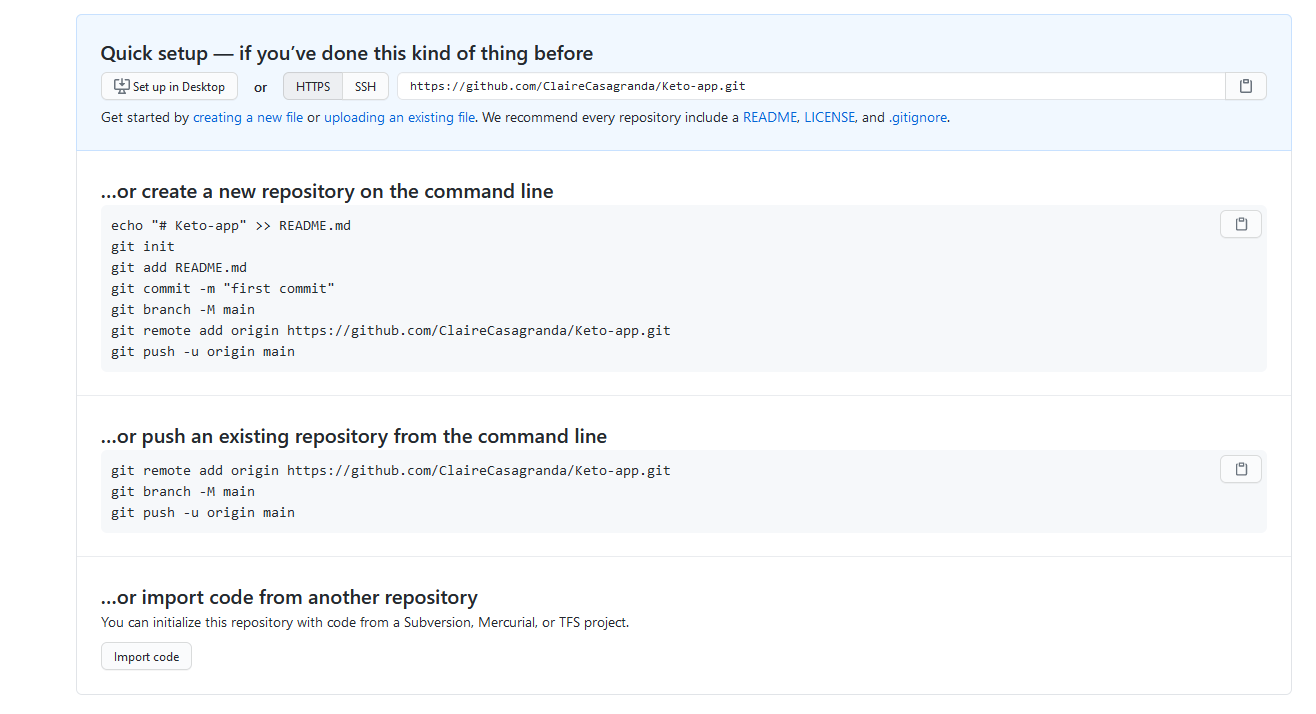 Quick setup — if you’ve done this kind of thing before
Set up in Desktop or HTTPS SSH https://github.com/ClaireCasagranda/Keto-app.git
Get started by creating a new file or uploading an existing file. We recommend every repository include a README, LICENSE, and .gitignore.
…or create a new repository on the command line
echo "# Keto-app" >> README.md
git init
git add README.md
git commit -m "first commit"
git branch -M main
git remote add origin https://github.com/ClaireCasagranda/Keto-app.git
git push -u origin main
…or push an existing repository from the command line
git remote add origin https://github.com/ClaireCasagranda/Keto-app.git
git branch -M main
git push -u origin main
…or import code from another repository
You can initialize this repository with code from a Subversion, Mercurial, or TFS project.
Import code